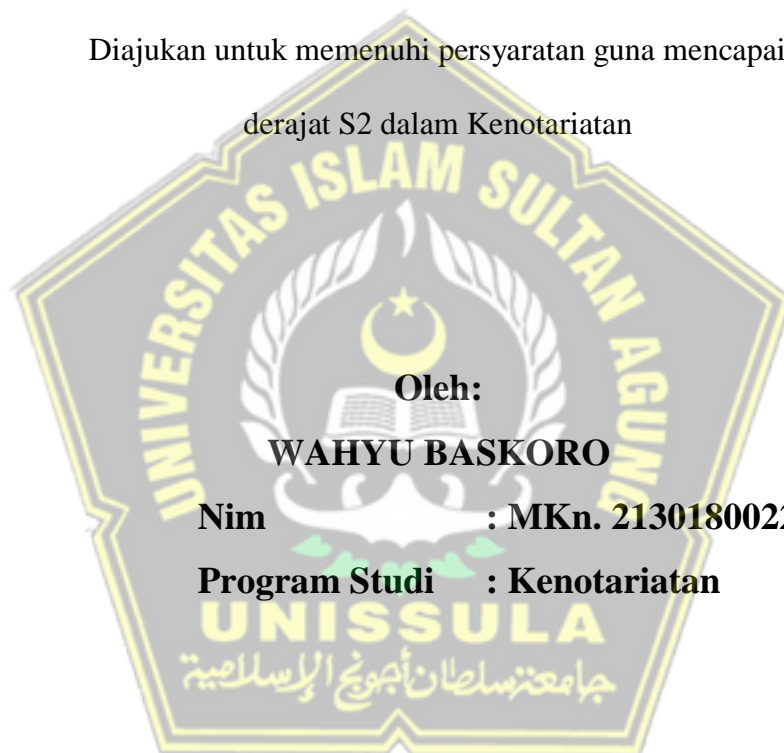 Diajukan untuk memenuhi persyaratan guna mencapai
derajat S2 dalam Kenotariatan
UNIVERSITAS ISLAM SULTAN AGUNG
Oleh:
WAHYU BASKORO
Nim : MKn. 2130180022
Program Studi : Kenotariatan
UNISSULA
جامعة سلطان أجونج الإسلامية